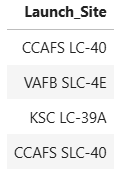 Launch_Site
CCAFS LC-40
VAFB SLC-4E
KSC LC-39A
CCAFS SLC-40